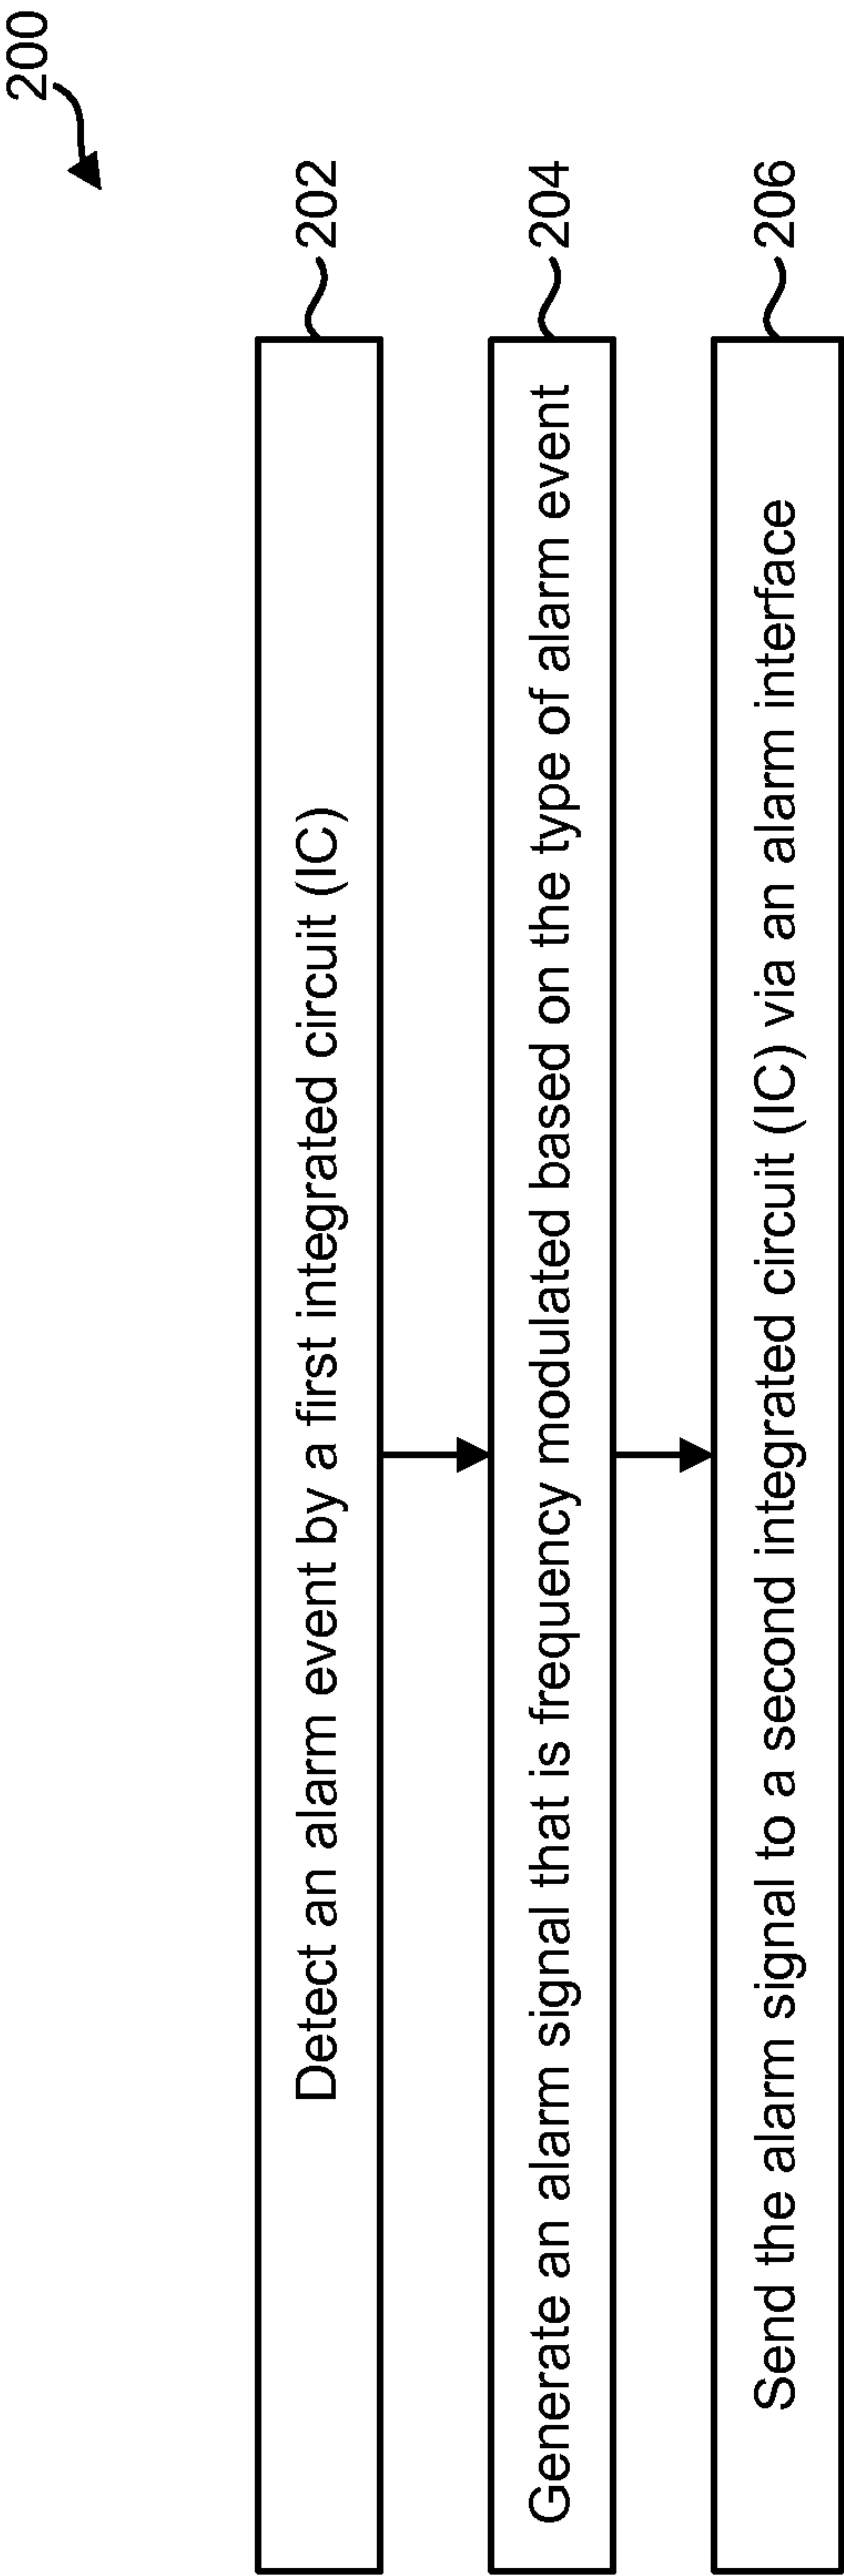 200
Detect an alarm event by a first integrated circuit (IC)
202
Generate an alarm signal that is frequency modulated based on the type of alarm event
204
Send the alarm signal to a second integrated circuit (IC) via an alarm interface
206